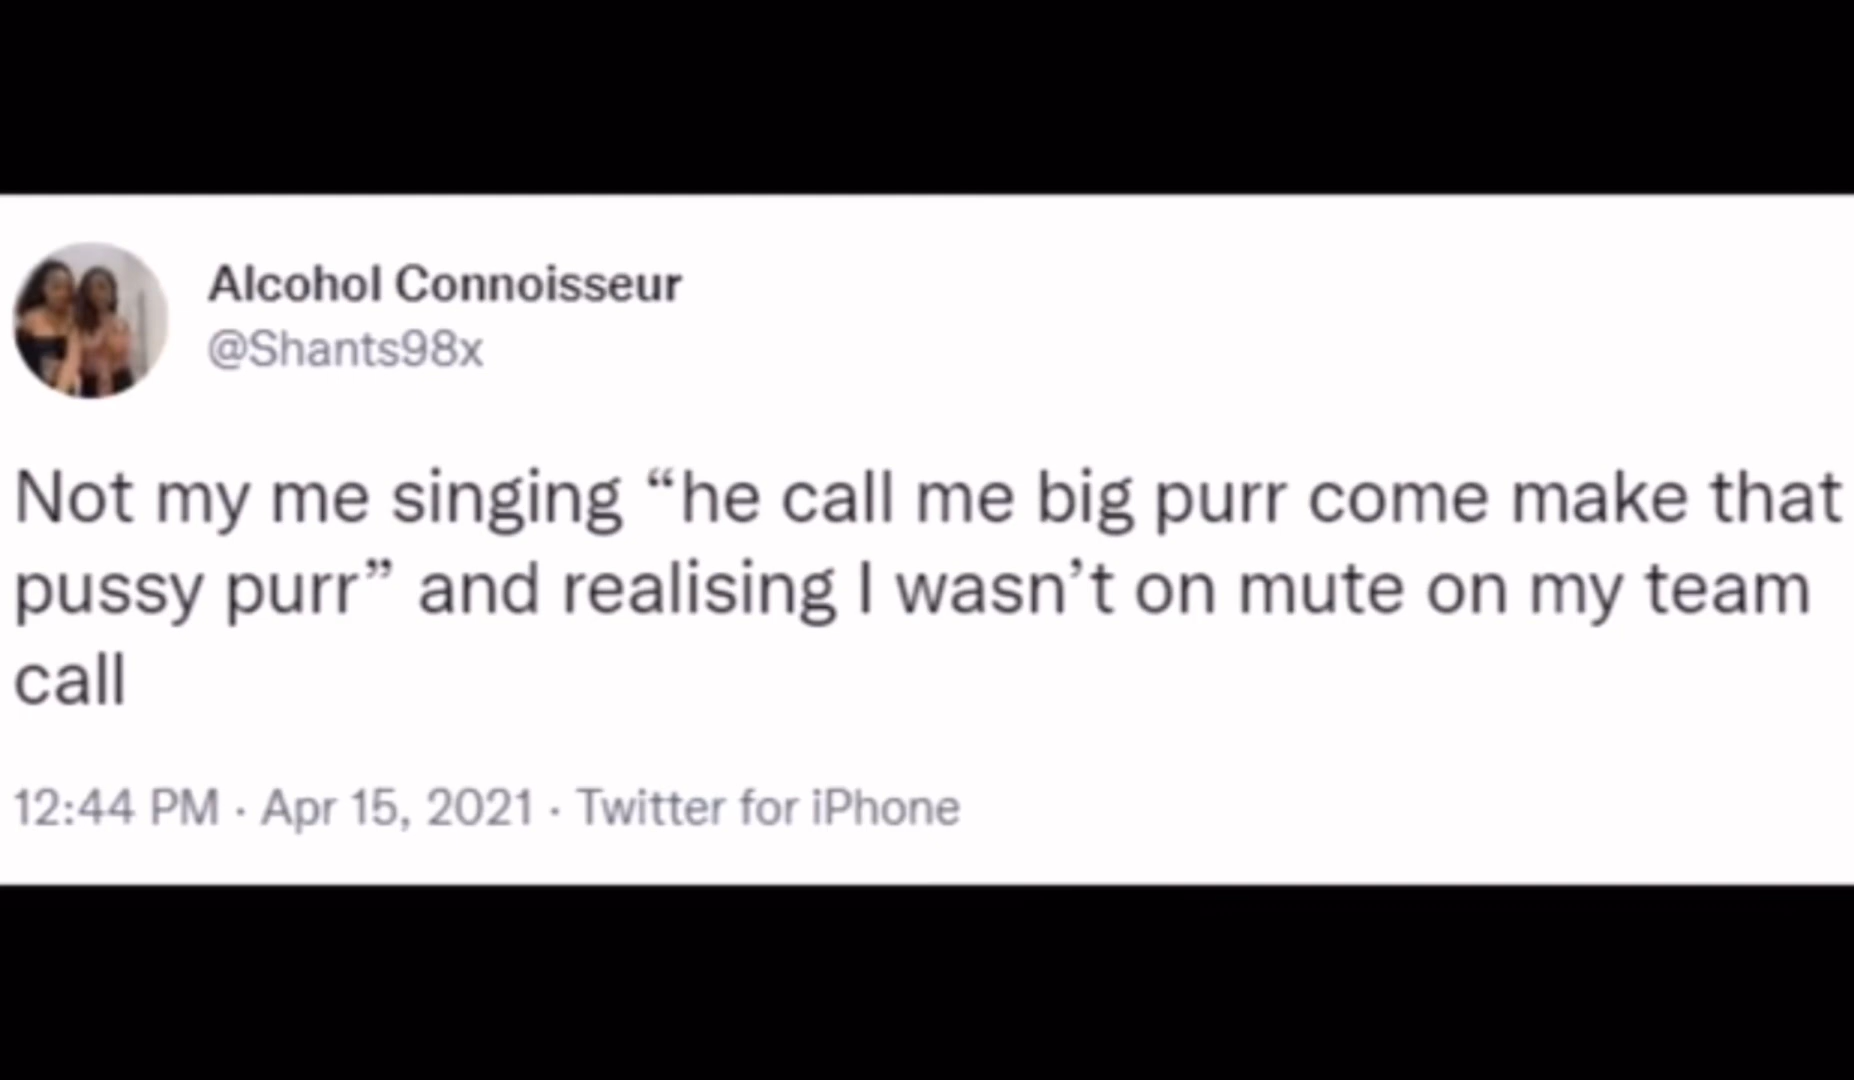 Alcohol Connoisseur
@Shants98x
Not my me singing “he call me big purr come make that
pussy purr” and realising I wasn’t on mute on my team
call
12:44 PM · Apr 15, 2021 · Twitter for iPhone